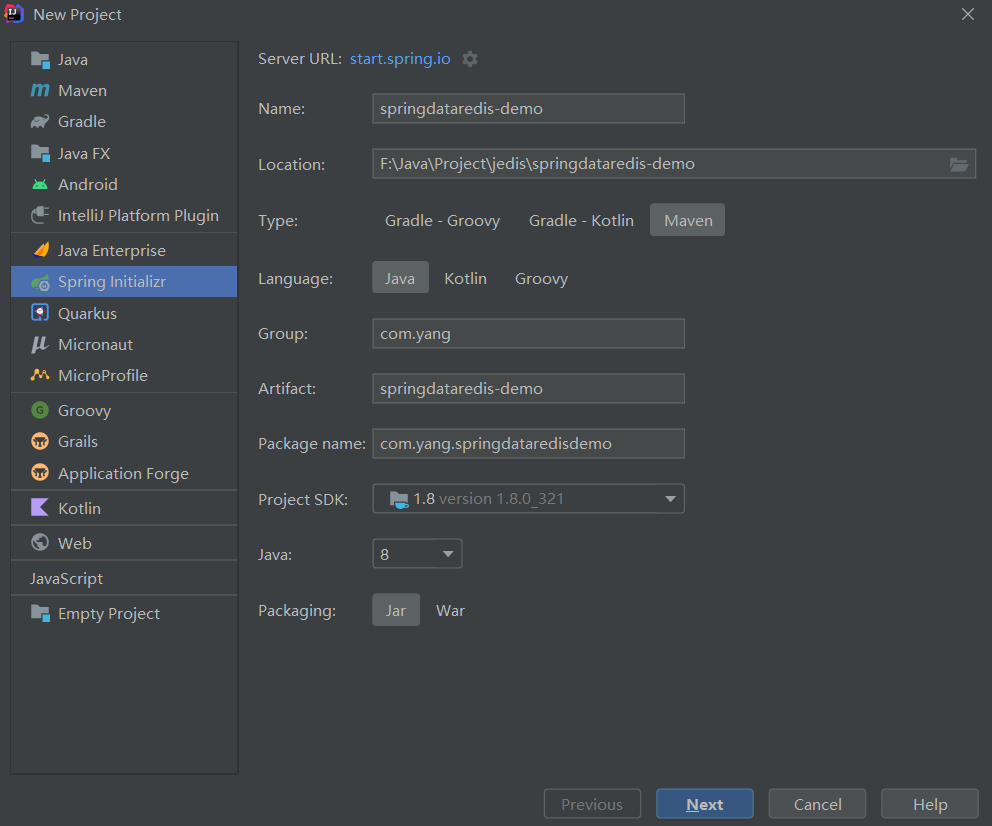 New Project
Java
Maven
Gradle
Java FX
Android
IntelliJ Platform Plugin
Java Enterprise
Spring Initializr
Quarkus
Micronaut
MicroProfile
Groovy
Grails
Application Forge
Kotlin
Web
JavaScript
Empty Project
Server URL: start.spring.io
Name: springdataredis-demo
Location: F:\Java\Project\jedis\springdataredis-demo
Type: Gradle - Groovy Gradle - Kotlin Maven
Language: Java Kotlin Groovy
Group: com.yang
Artifact: springdataredis-demo
Package name: com.yang.springdataredisdemo
Project SDK: 1.8 version 1.8.0_321
Java: 8
Packaging: Jar War
Previous Next Cancel Help